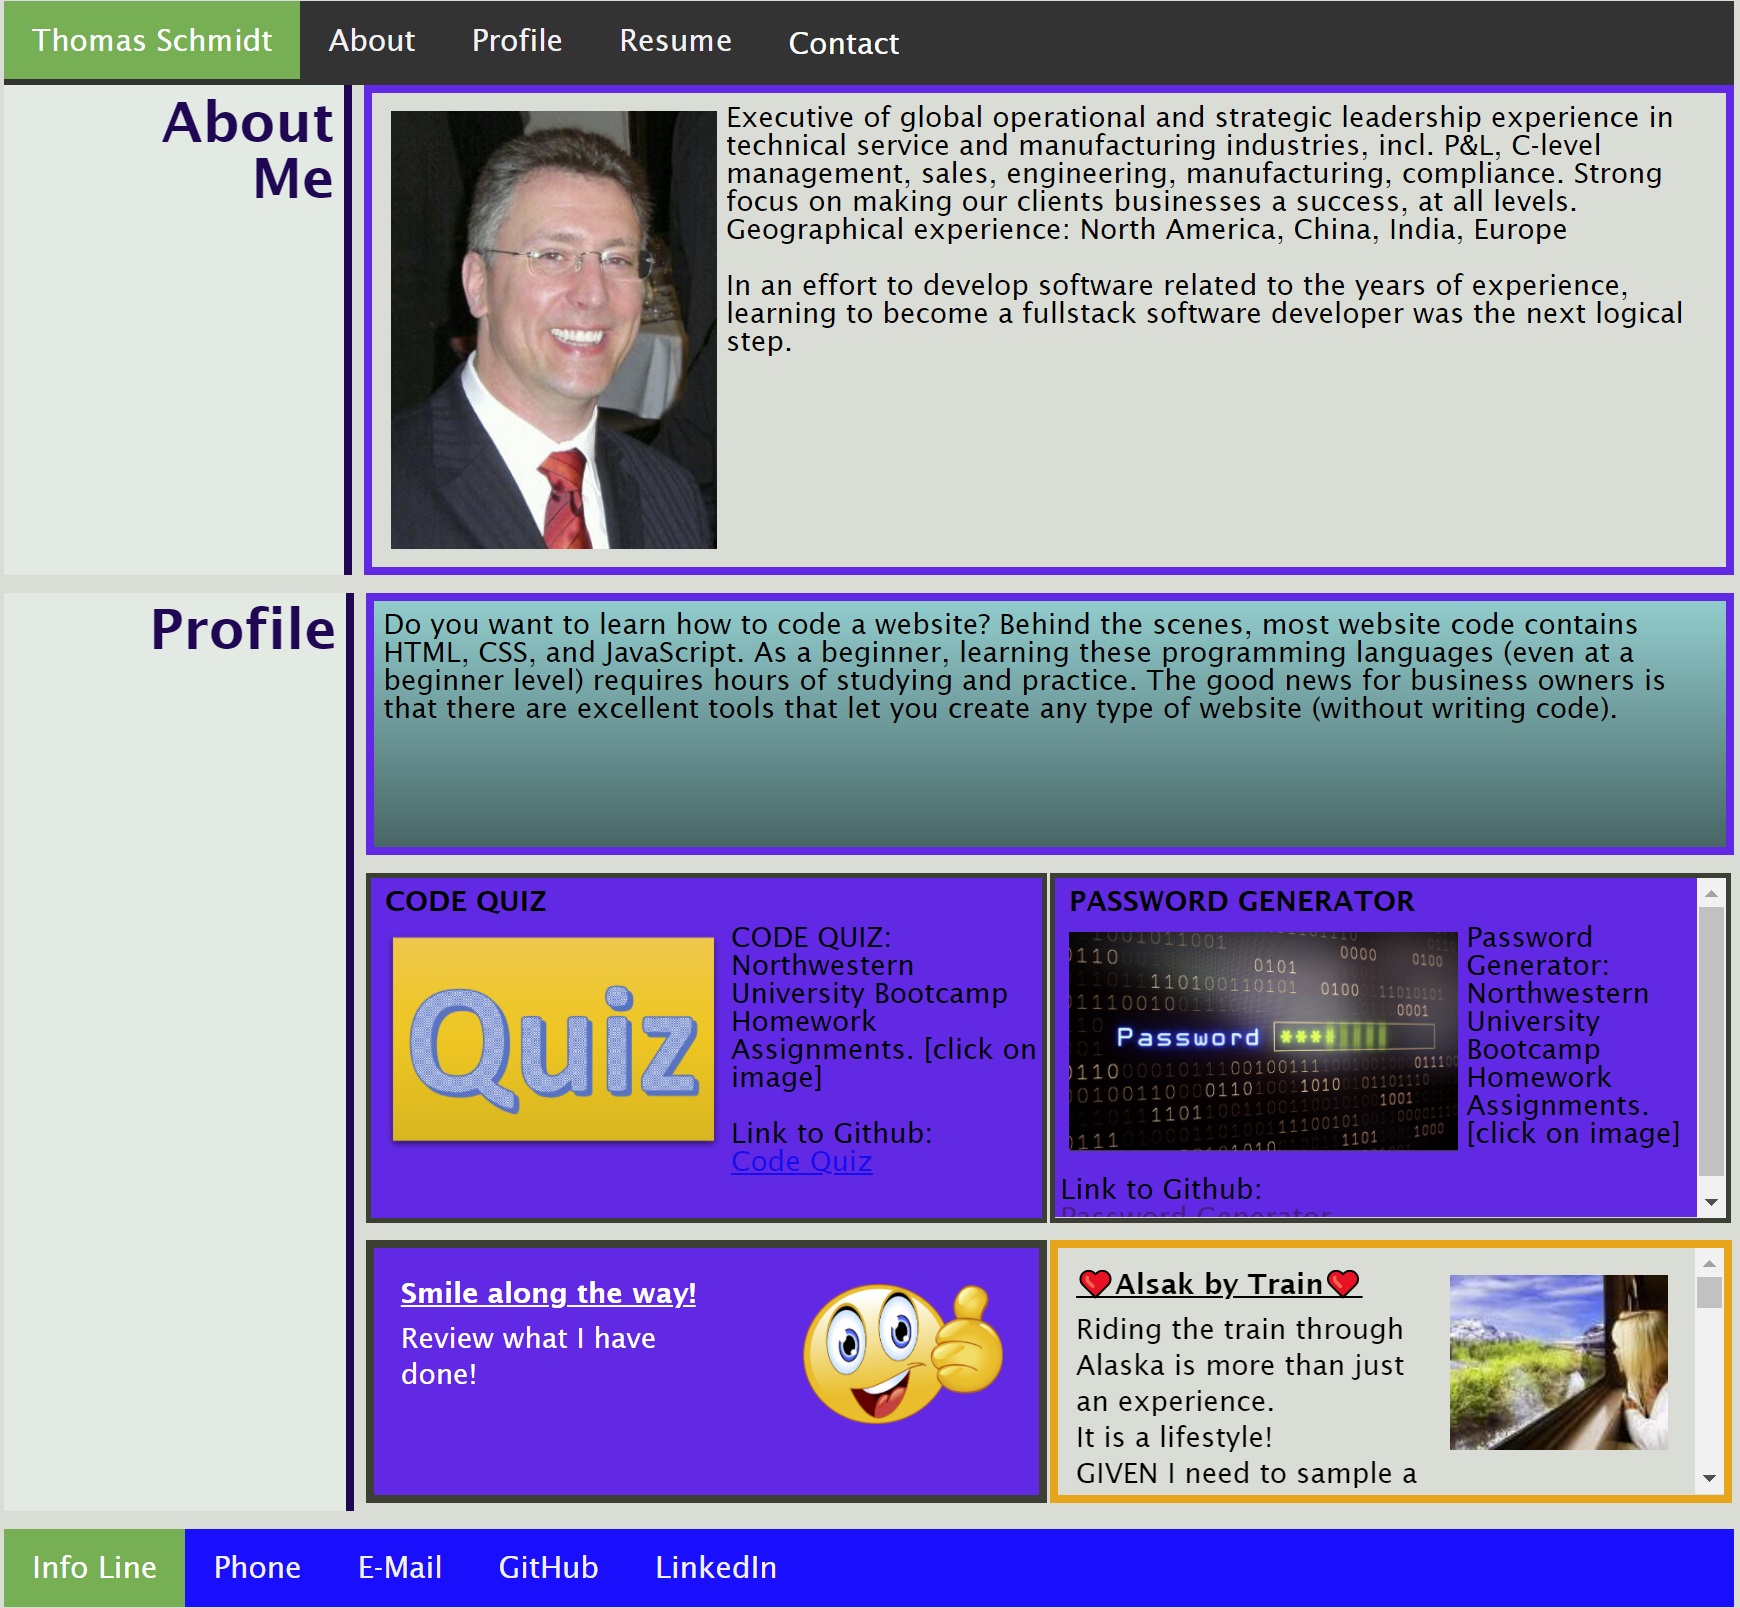 Thomas Schmidt About Profile Resume Contact
About
Me
Executive of global operational and strategic leadership experience in
technical service and manufacturing industries, incl. P&L, C-level
management, sales, engineering, manufacturing, compliance. Strong
focus on making our clients businesses a success, at all levels.
Geographical experience: North America, China, India, Europe
In an effort to develop software related to the years of experience,
learning to become a fullstack software developer was the next logical
step.
Profile
Do you want to learn how to code a website? Behind the scenes, most website code contains
HTML, CSS, and JavaScript. As a beginner, learning these programming languages (even at a
beginner level) requires hours of studying and practice. The good news for business owners is
that there are excellent tools that let you create any type of website (without writing code).
CODE QUIZ
Quiz
CODE QUIZ:
Northwestern
University Bootcamp
Homework
Assignments. [click on
image]
Link to Github:
Code Quiz
PASSWORD GENERATOR
Password ****
Password
Generator:
Northwestern
University
Bootcamp
Homework
Assignments.
[click on image]
Link to Github:
Password Generator
Smile along the way!
Review what I have
done!
❤️Alsak by Train❤️
Riding the train through
Alaska is more than just
an experience.
It is a lifestyle!
GIVEN I need to sample a
Info Line Phone E-Mail GitHub LinkedIn